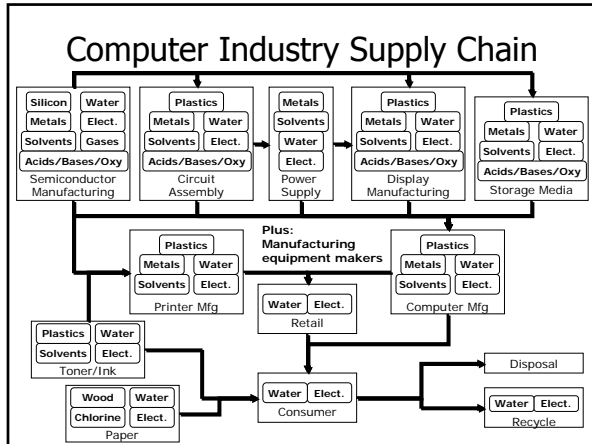 Computer Industry Supply Chain
Silicon Water
Metals Elect.
Solvents Gases
Acids/Bases/Oxy
Semiconductor
Manufacturing
Plastics
Metals Water
Solvents Elect.
Acids/Bases/Oxy
Circuit
Assembly
Metals
Solvents
Water
Elect.
Power
Supply
Plastics
Metals Water
Solvents Elect.
Acids/Bases/Oxy
Display
Manufacturing
Plastics
Metals Water
Solvents Elect.
Acids/Bases/Oxy
Storage Media
Plastics
Metals Water
Solvents Elect.
Printer Mfg
Plus:
Manufacturing
equipment makers
Plastics
Metals Water
Solvents Elect.
Computer Mfg
Water Elect.
Retail
Plastics Water
Solvents Elect.
Toner/Ink
Wood Water
Chlorine Elect.
Paper
Water Elect.
Consumer
Disposal
Water Elect.
Recycle